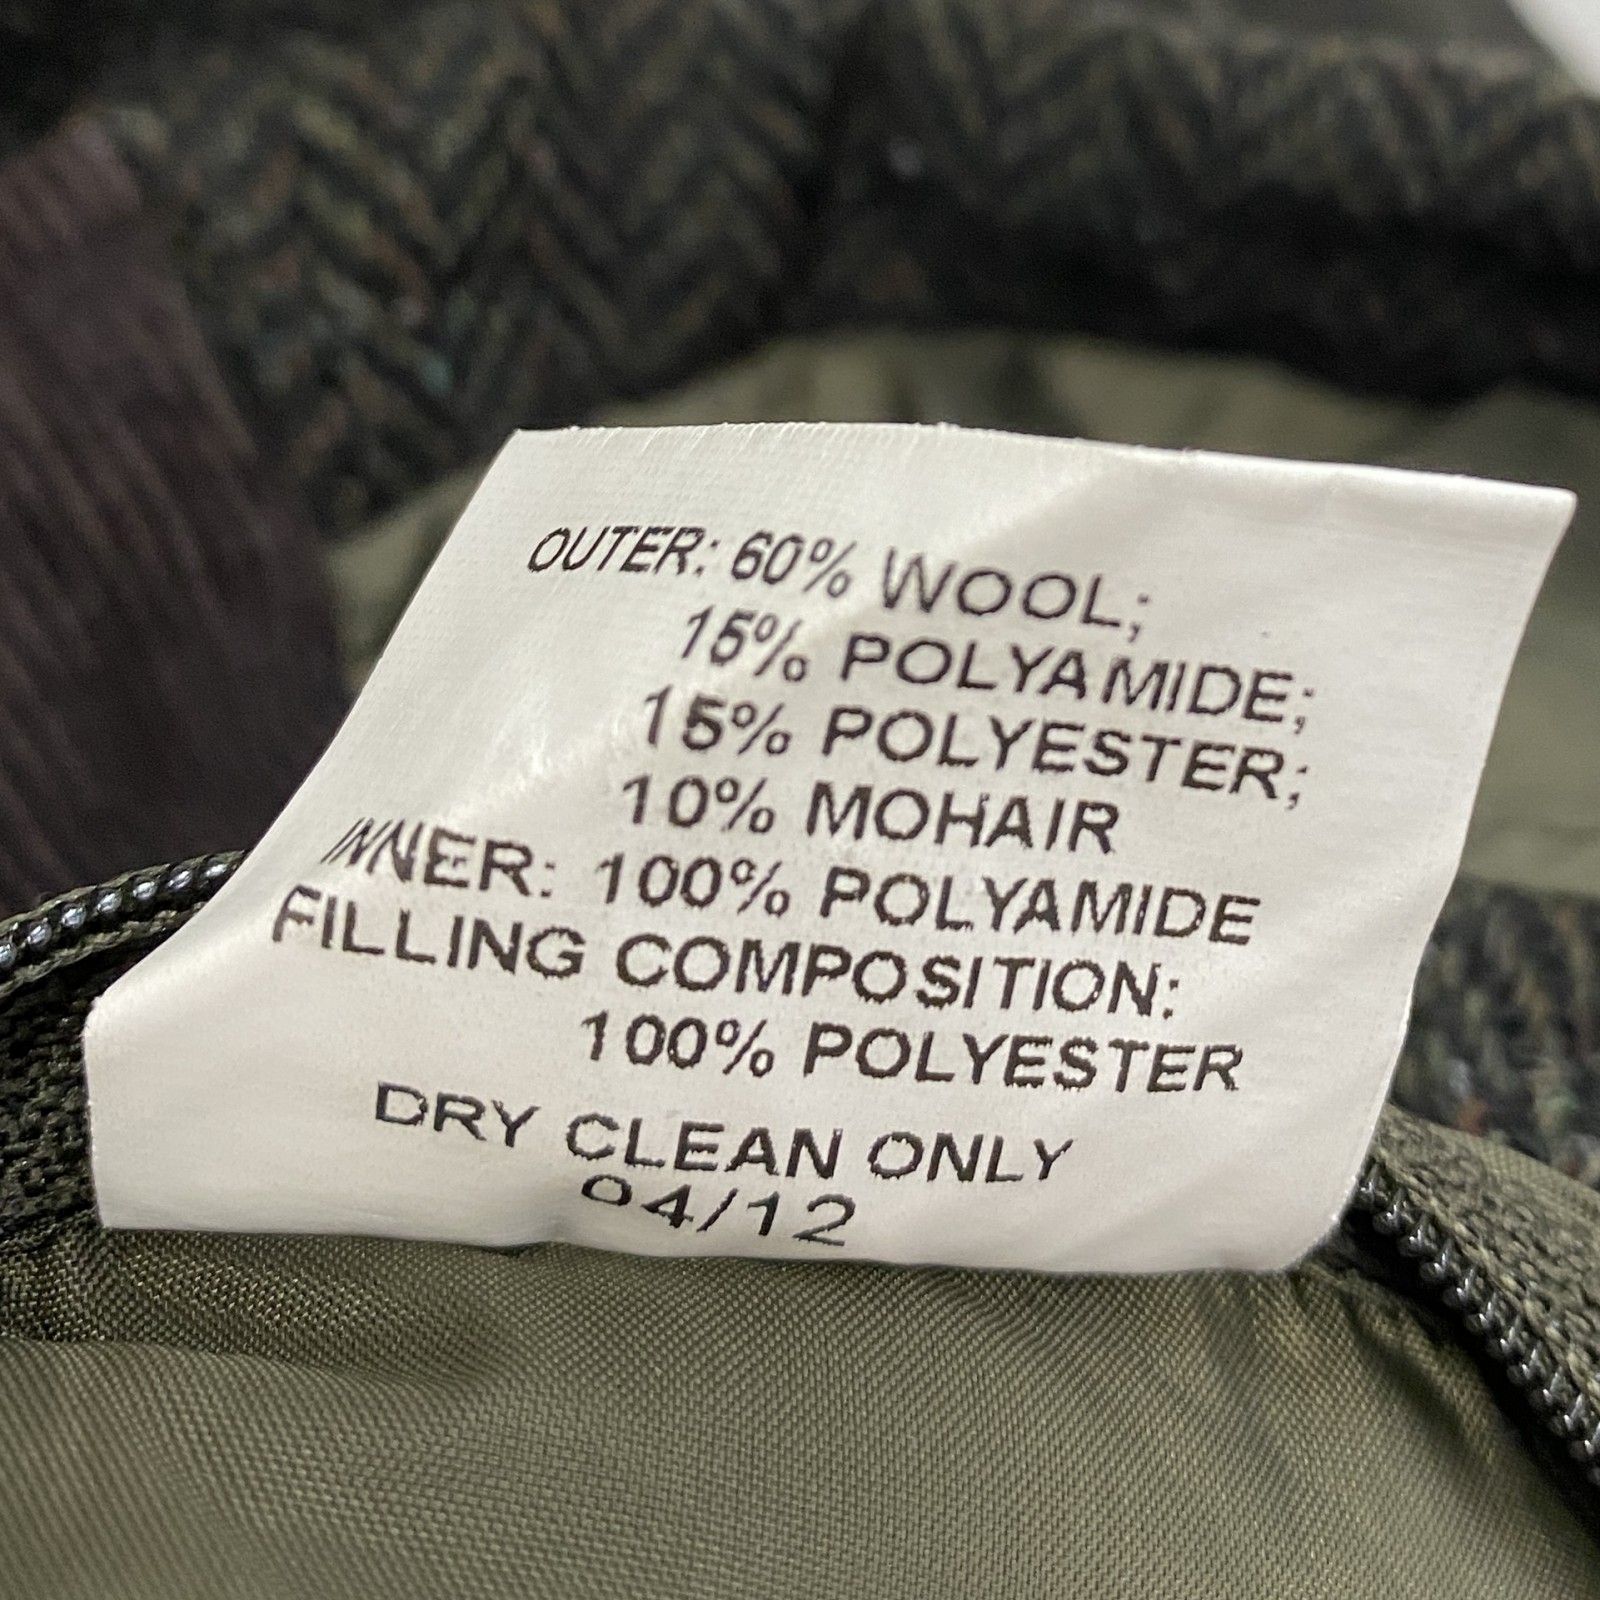 OUTER: 60% WOOL;
15% POLYAMIDE;
15% POLYESTER;
10% MOHAIR
INNER: 100% POLYAMIDE
FILLING COMPOSITION:
100% POLYESTER
DRY CLEAN ONLY
04/12